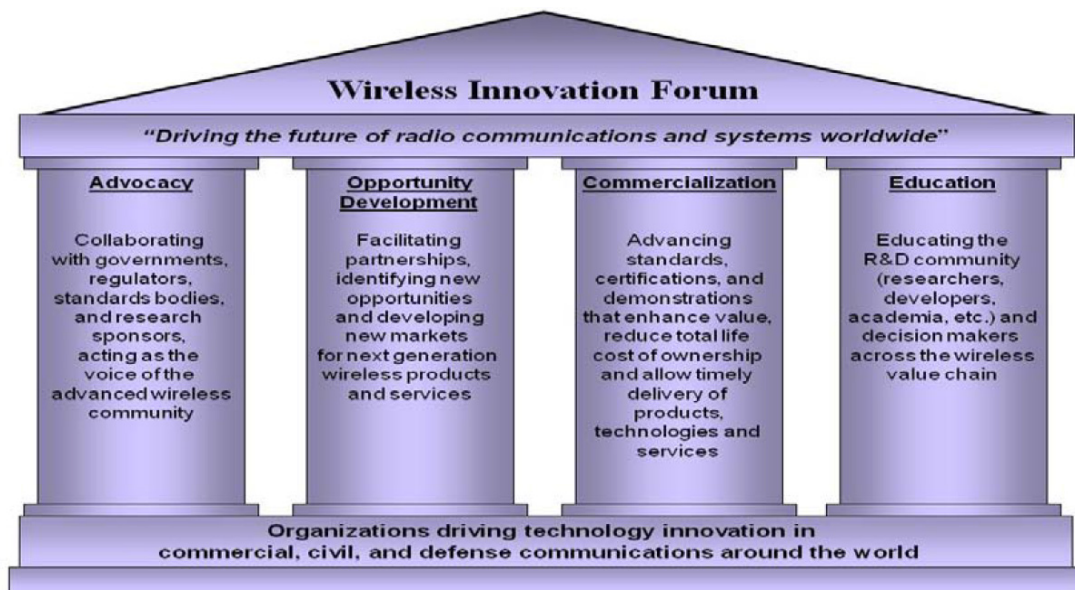 Wireless Innovation Forum
“Driving the future of radio communications and systems worldwide”
Advocacy
Collaborating
with governments,
regulators,
standards bodies,
and research
sponsors,
acting as the
voice of the
advanced wireless
community
Opportunity
Development
Facilitating
partnerships,
identifying new
opportunities
and developing
new markets
for next generation
wireless products
and services
Commercialization
Advancing
standards,
certifications, and
demonstrations
that enhance value,
reduce total life
cost of ownership
and allow timely
delivery of
products,
technologies and
services
Education
Educating the
R&D community
(researchers,
developers,
academia, etc.) and
decision makers
across the wireless
value chain
Organizations driving technology innovation in
commercial, civil, and defense communications around the world